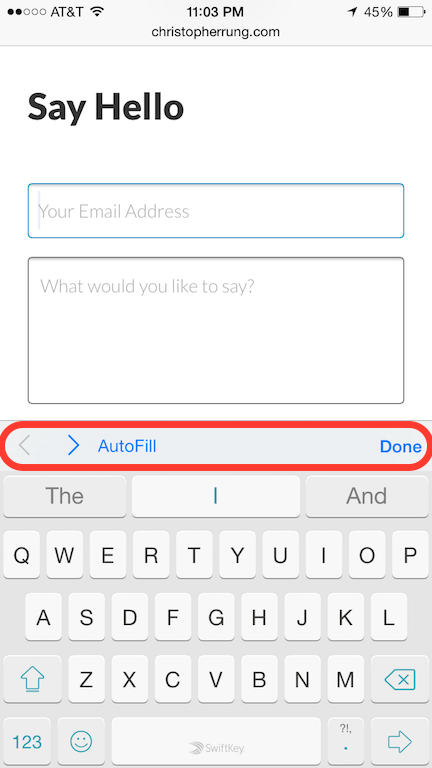 AT&T 11:03 PM 45%
christopherrung.com
Say Hello
Your Email Address
What would you like to say?
AutoFill Done
The I And
Q W E R T Y U I O P
A S D F G H J K L
Z X C V B N M
123 SwiftKey ?!, .